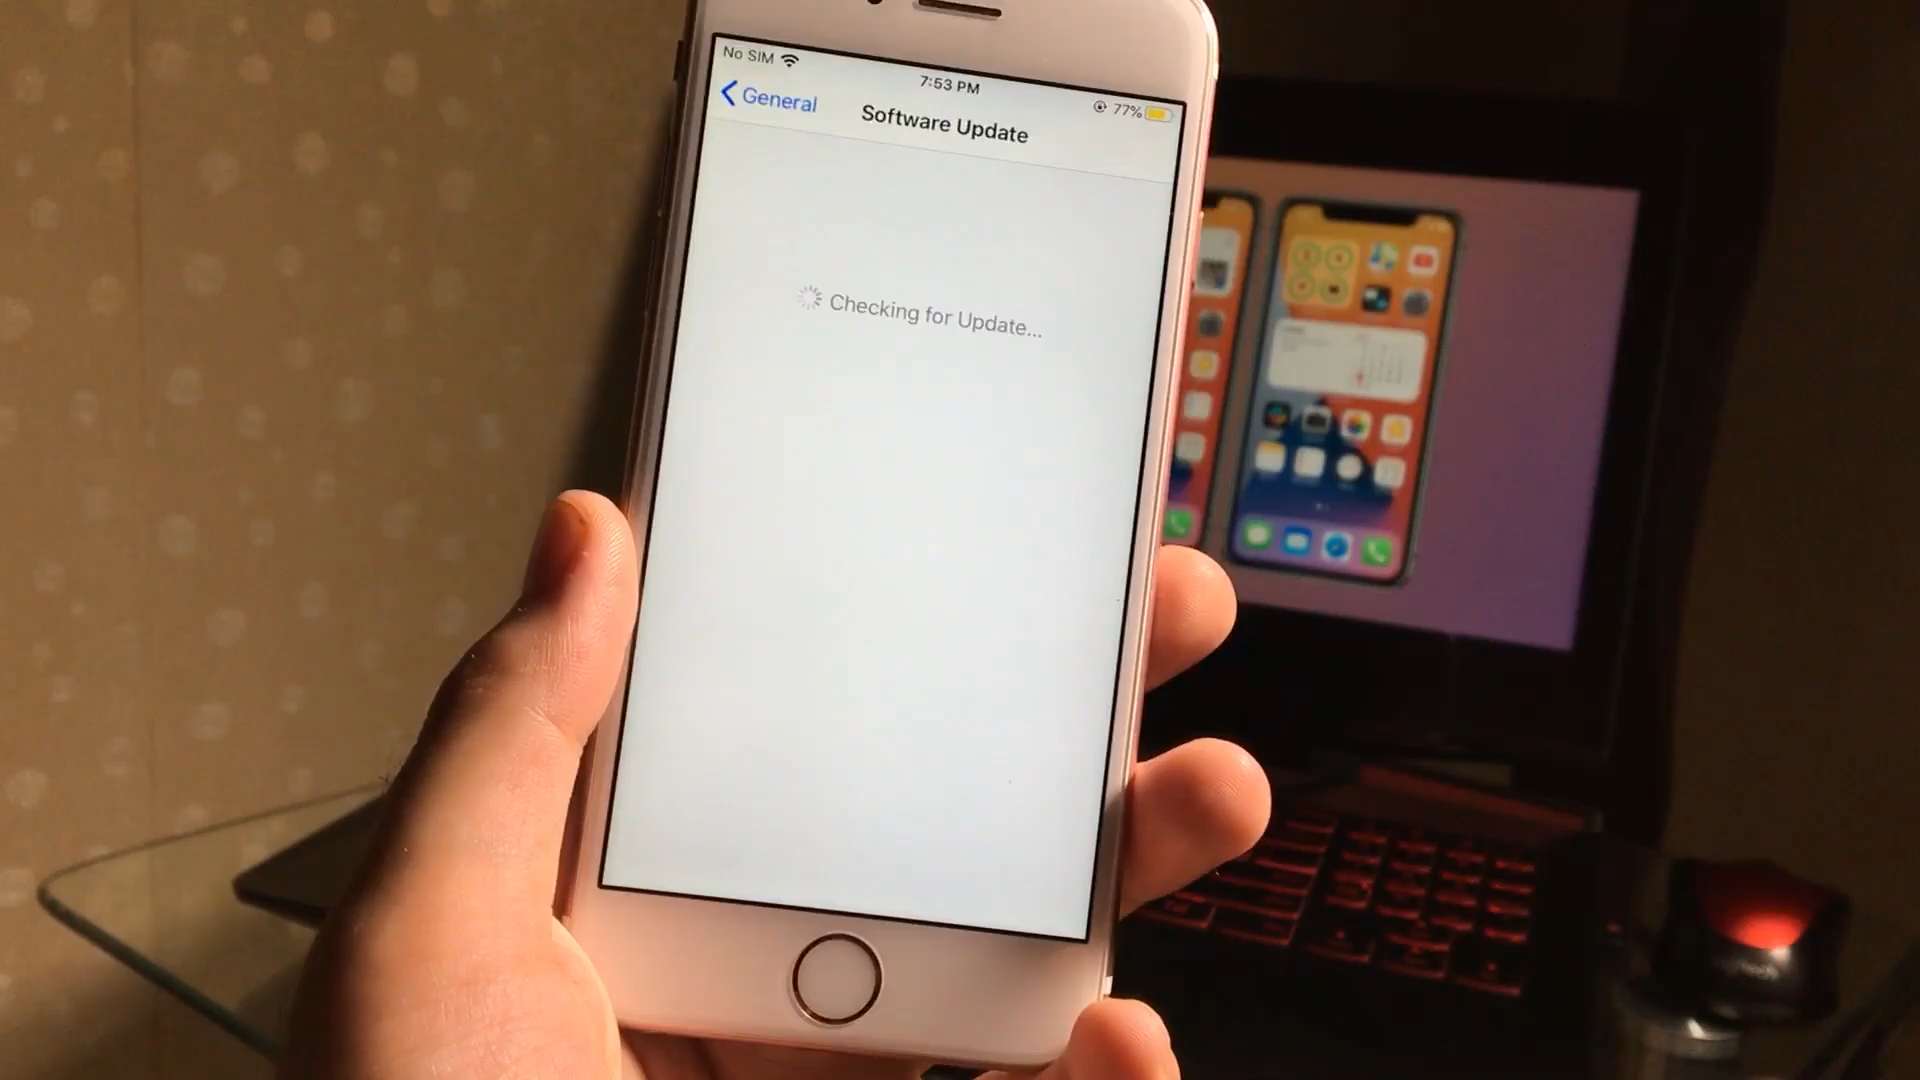 No SIM
7:53 PM
77%
General
Software Update
Checking for Update...